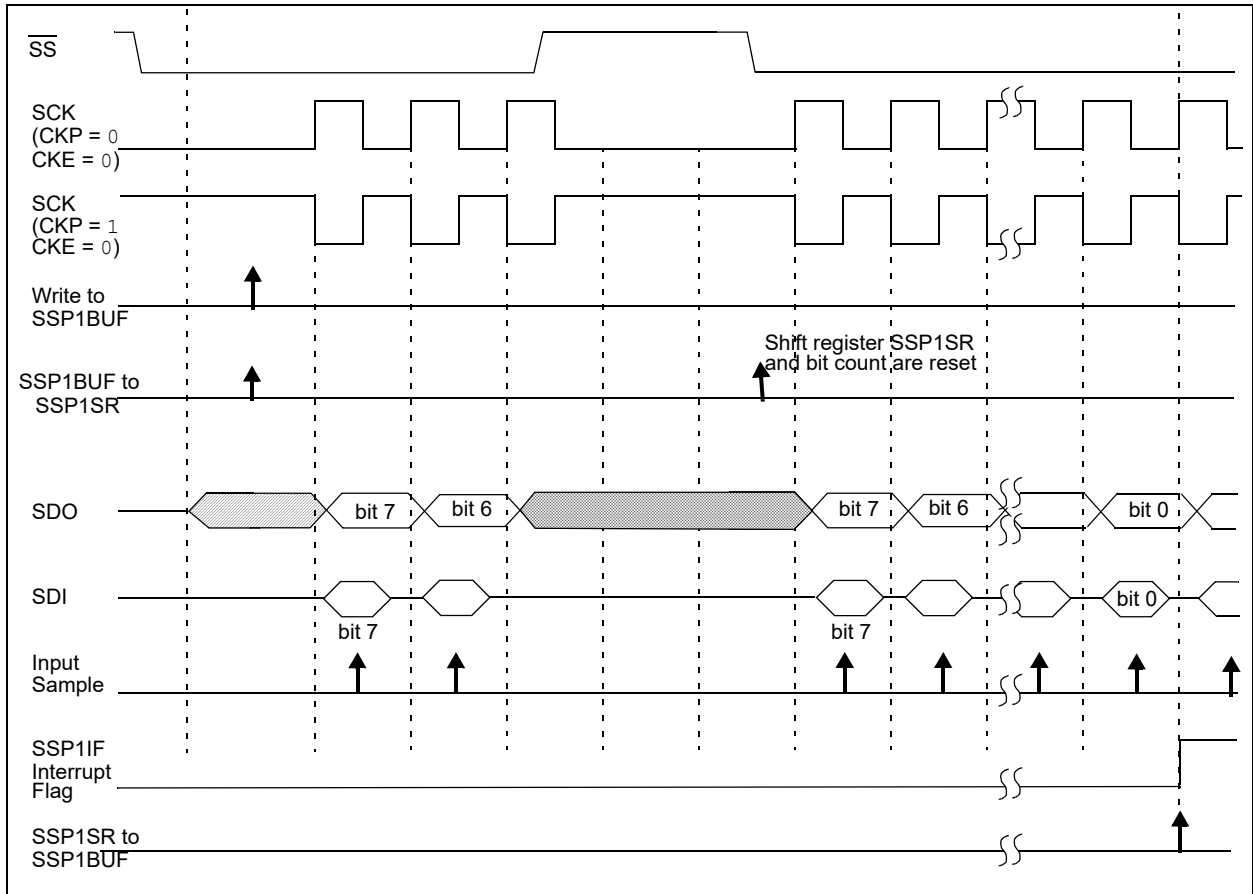 SS
SCK
(CKP = 0
CKE = 0)
SCK
(CKP = 1
CKE = 0)
Write to
SSP1BUF
Shift register SSP1SR
and bit count are reset
SSP1BUF to
SSP1SR
SDO
bit 7
bit 6
bit 7
bit 6
bit 0
SDI
bit 0
bit 7
bit 7
Input
Sample
SSP1IF
Interrupt
Flag
SSP1SR to
SSP1BUF